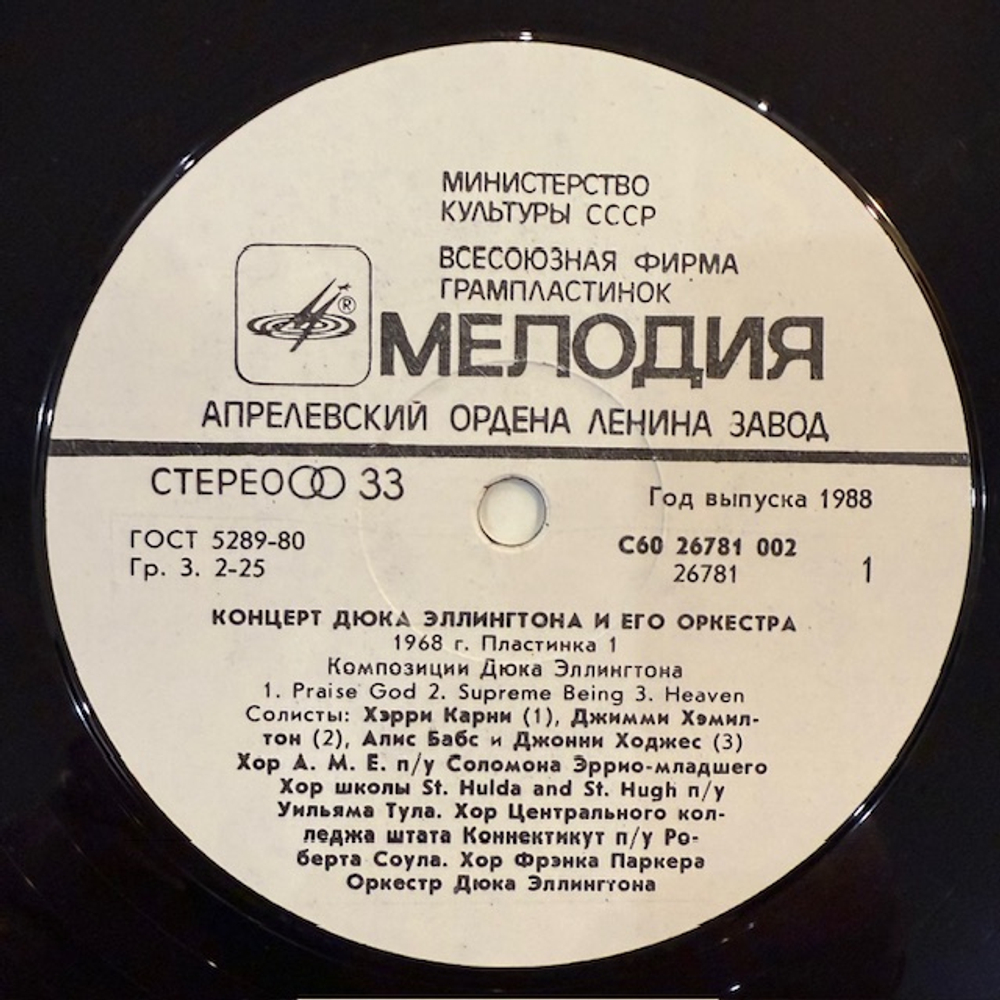 МИНИСТЕРСТВО
КУЛЬТУРЫ СССР
ВСЕСОЮЗНАЯ ФИРМА
ГРАМПЛАСТИНОК
®
МЕЛОДИЯ
АПРЕЛЕВСКИЙ ОРДЕНА ЛЕНИНА ЗАВОД
СТЕРЕО 33
Год выпуска 1988
ГОСТ 5289-80
Гр. 3. 2-25
С60 26781 002
26781
1
КОНЦЕРТ ДЮКА ЭЛЛИНГТОНА И ЕГО ОРКЕСТРА
1968 г. Пластинка 1
Композиции Дюка Эллингтона
1. Praise God 2. Supreme Being 3. Heaven
Солисты: Хэрри Карни (1), Джимми Хэмил-
тон (2), Алис Бабс и Джонни Ходжес (3)
Хор А. М. Е. п/у Соломона Эррио-младшего
Хор школы St. Hulda and St. Hugh п/у
Уильяма Тула. Хор Центрального кол-
леджа штата Коннектикут п/у Ро-
берта Соула. Хор Фрэнка Паркера
Оркестр Дюка Эллингтона